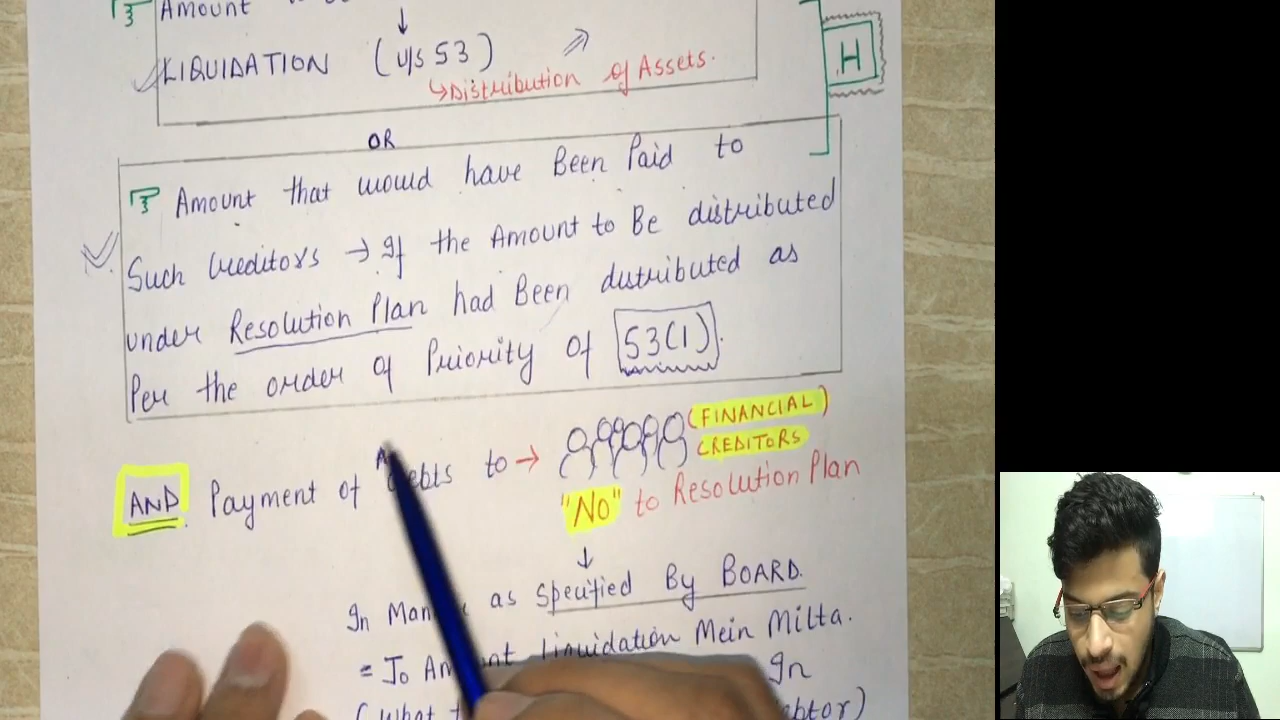 Amount
LIQUIDATION (u/s 53)
↳Distribution of Assets.
H
OR
Amount that would have Been Paid to
Such Creditors → If the Amount to Be distributed
under Resolution Plan had Been distributed as
Per the order of Priority of 53(1).
AND Payment of debts to → (FINANCIAL)
CREDITORS
"NO" to Resolution Plan
↓
In as Specified By BOARD.
= Jo liquidation Mein Milta.
(What In